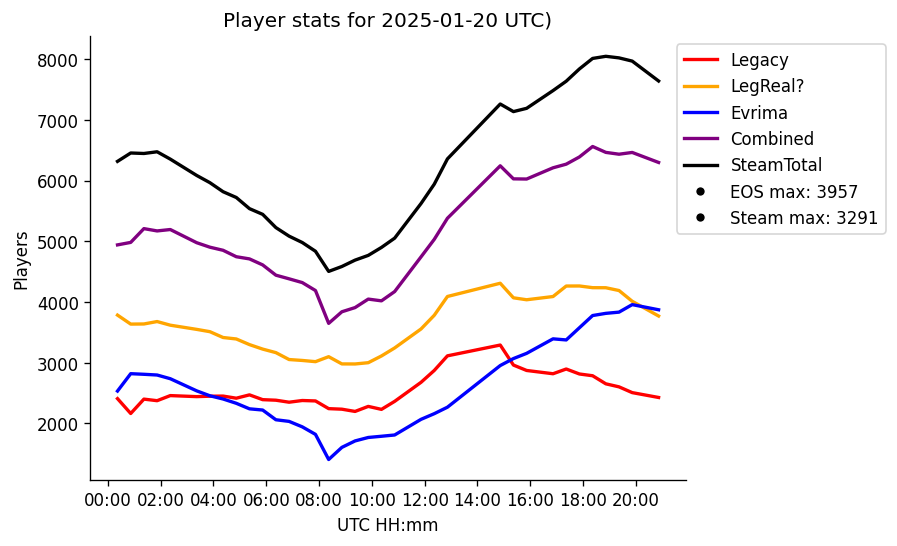 Player stats for 2025-01-20 UTC)
8000
7000
6000
5000
4000
3000
2000
Players
00:00 02:00 04:00 06:00 08:00 10:00 12:00 14:00 16:00 18:00 20:00
UTC HH:mm
Legacy
LegReal?
Evrima
Combined
SteamTotal
EOS max: 3957
Steam max: 3291